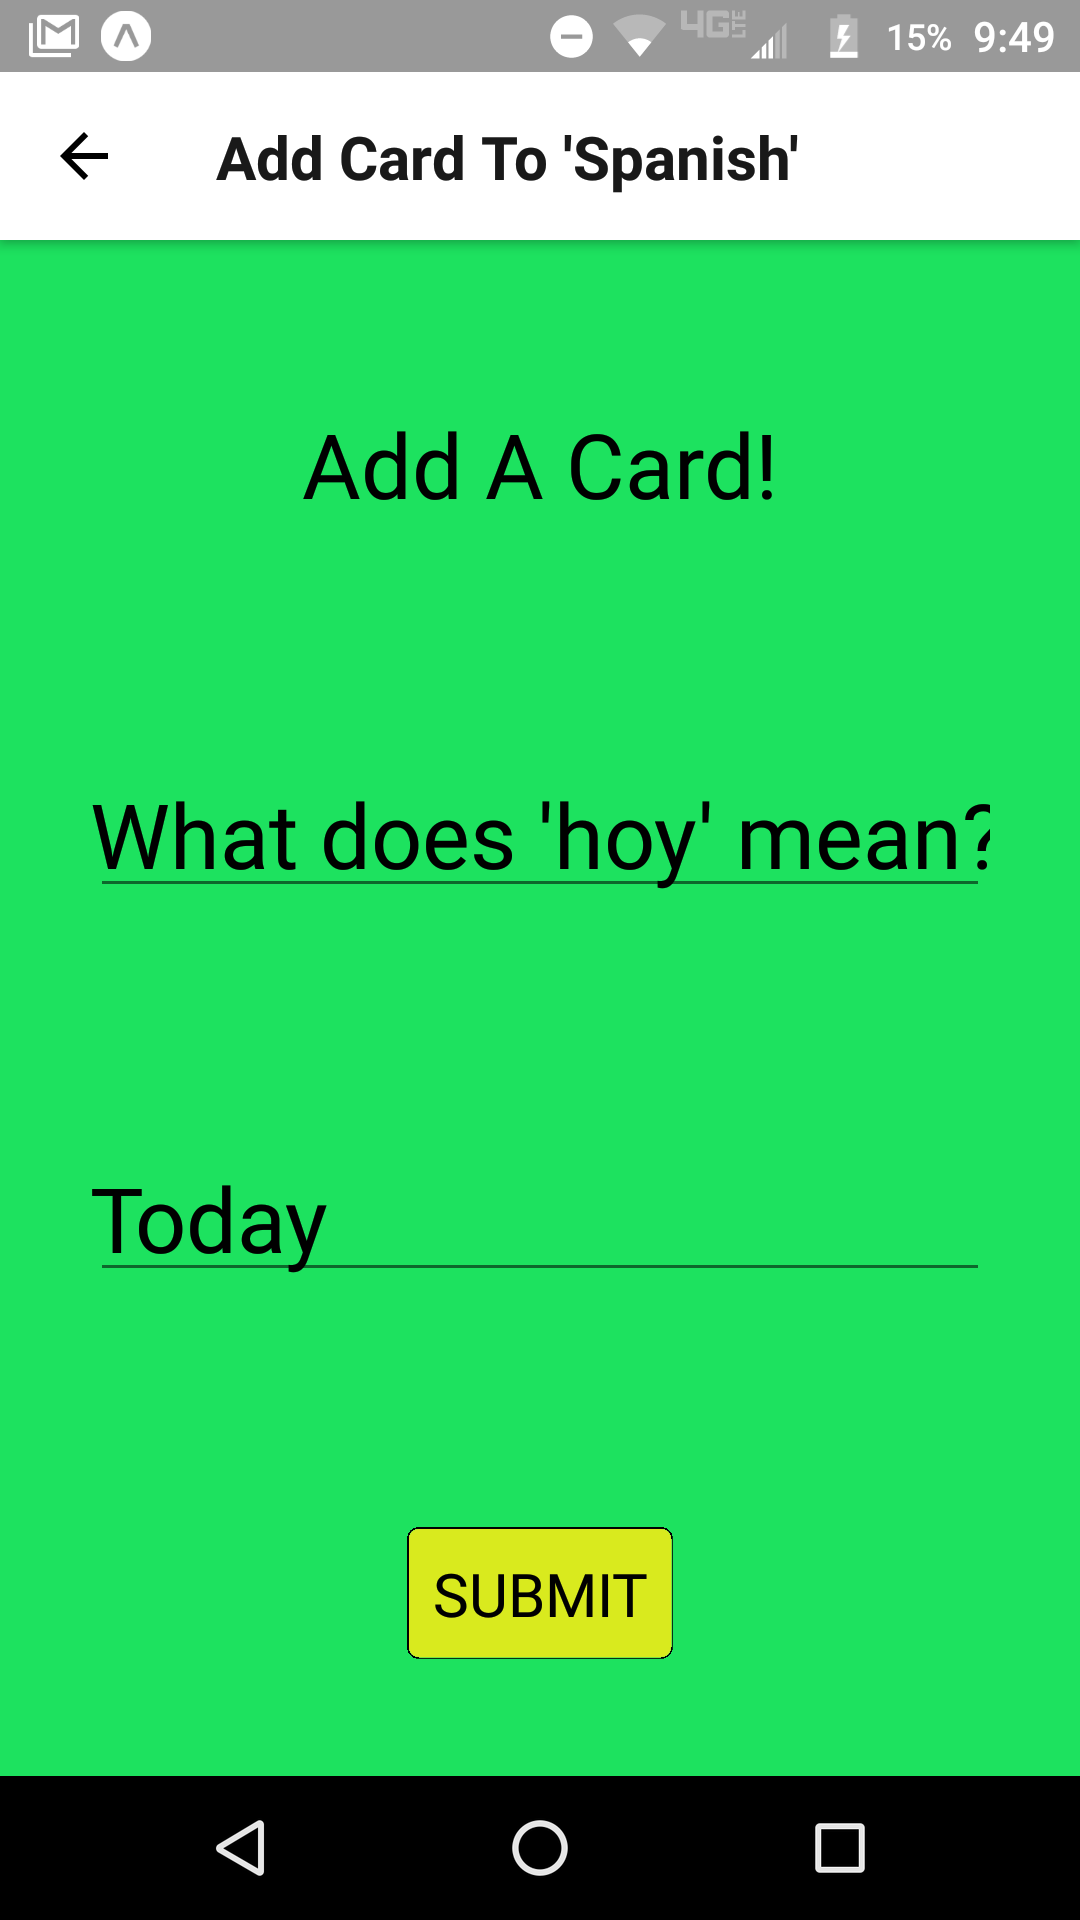 4G LTE 15% 9:49
Add Card To 'Spanish'
Add A Card!
What does 'hoy' mean?
Today
SUBMIT